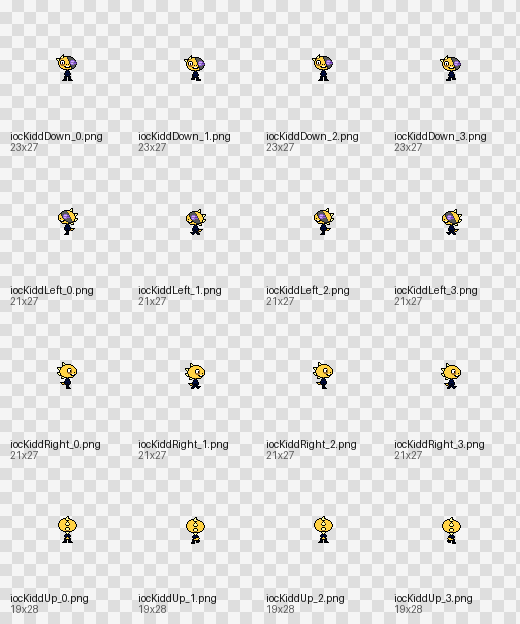 iocKiddDown_0.png iocKiddDown_1.png iocKiddDown_2.png iocKiddDown_3.png
23x27 23x27 23x27 23x27
iocKiddLeft_0.png iocKiddLeft_1.png iocKiddLeft_2.png iocKiddLeft_3.png
21x27 21x27 21x27 21x27
iocKiddRight_0.png iocKiddRight_1.png iocKiddRight_2.png iocKiddRight_3.png
21x27 21x27 21x27 21x27
iocKiddUp_0.png iocKiddUp_1.png iocKiddUp_2.png iocKiddUp_3.png
19x28 19x28 19x28 19x28